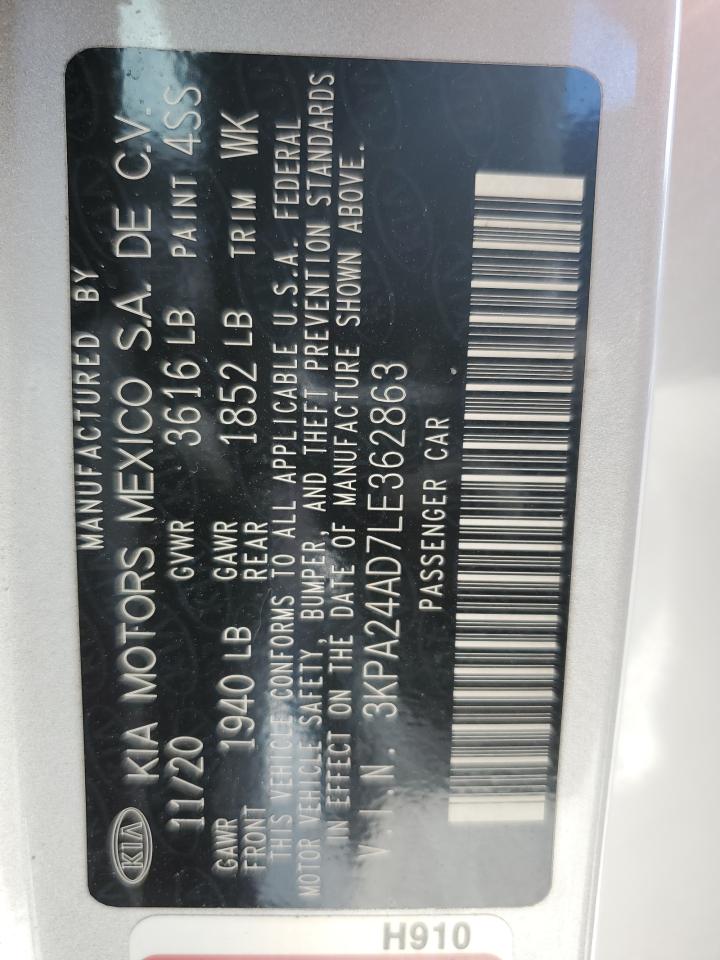 MANUFACTURED BY
KIA KIA MOTORS MEXICO S.A. DE C.V.
11/20 GVWR 3616 LB PAINT 4SS
GAWR FRONT 1940 LB GAWR REAR 1852 LB TRIM WK
THIS VEHICLE CONFORMS TO ALL APPLICABLE U.S.A. FEDERAL
MOTOR VEHICLE SAFETY, BUMPER, AND THEFT PREVENTION STANDARDS
IN EFFECT ON THE DATE OF MANUFACTURE SHOWN ABOVE.
V.I.N. 3KPA24AD7LE362863
PASSENGER CAR
H910